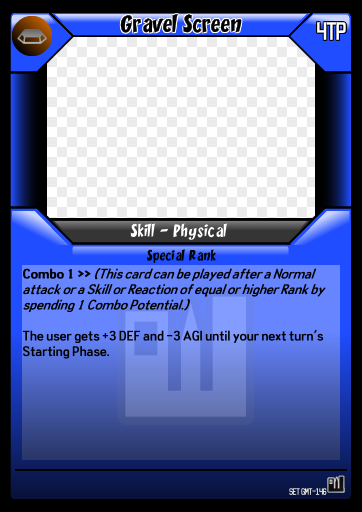 Gravel Screen
4TP
Skill - Physical
Special Rank
Combo 1 >> (This card can be played after a Normal
attack or a Skill or Reaction of equal or higher Rank by
spending 1 Combo Potential.)
The user gets +3 DEF and -3 AGI until your next turn's
Starting Phase.
SET GMT-146